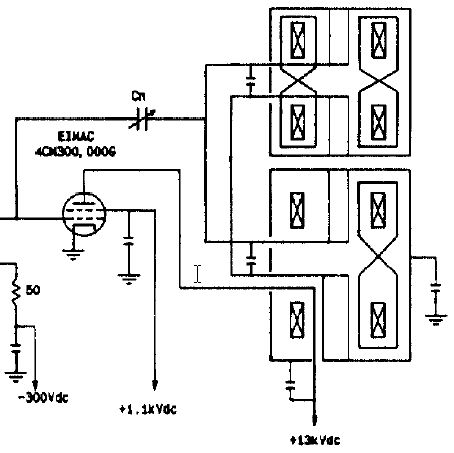 Cn
EIMAC
4CM300,000G
50
-300Vdc
+1.1kVdc
+13kVdc